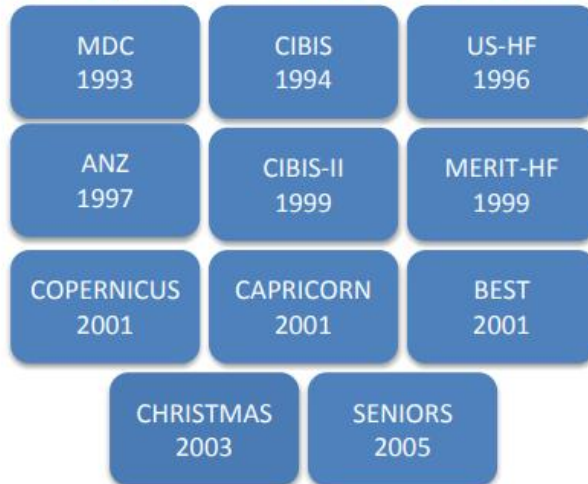 MDC
1993
CIBIS
1994
US-HF
1996
ANZ
1997
CIBIS-II
1999
MERIT-HF
1999
COPERNICUS
2001
CAPRICORN
2001
BEST
2001
CHRISTMAS
2003
SENIORS
2005